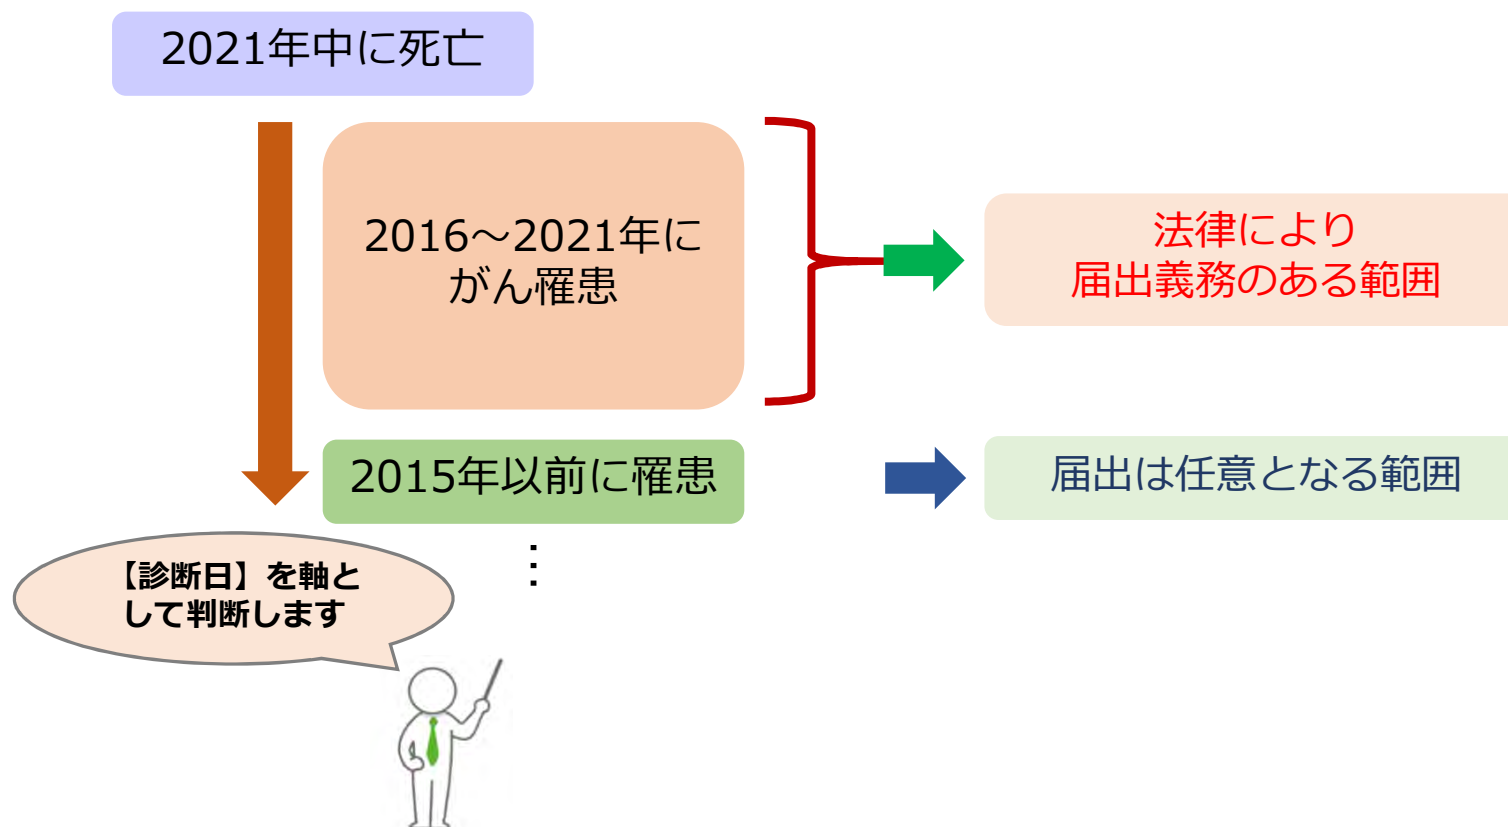 2021年中に死亡
2016～2021年に
がん罹患
法律により
届出義務のある範囲
2015年以前に罹患
届出は任意となる範囲
…
【診断日】を軸と
して判断します